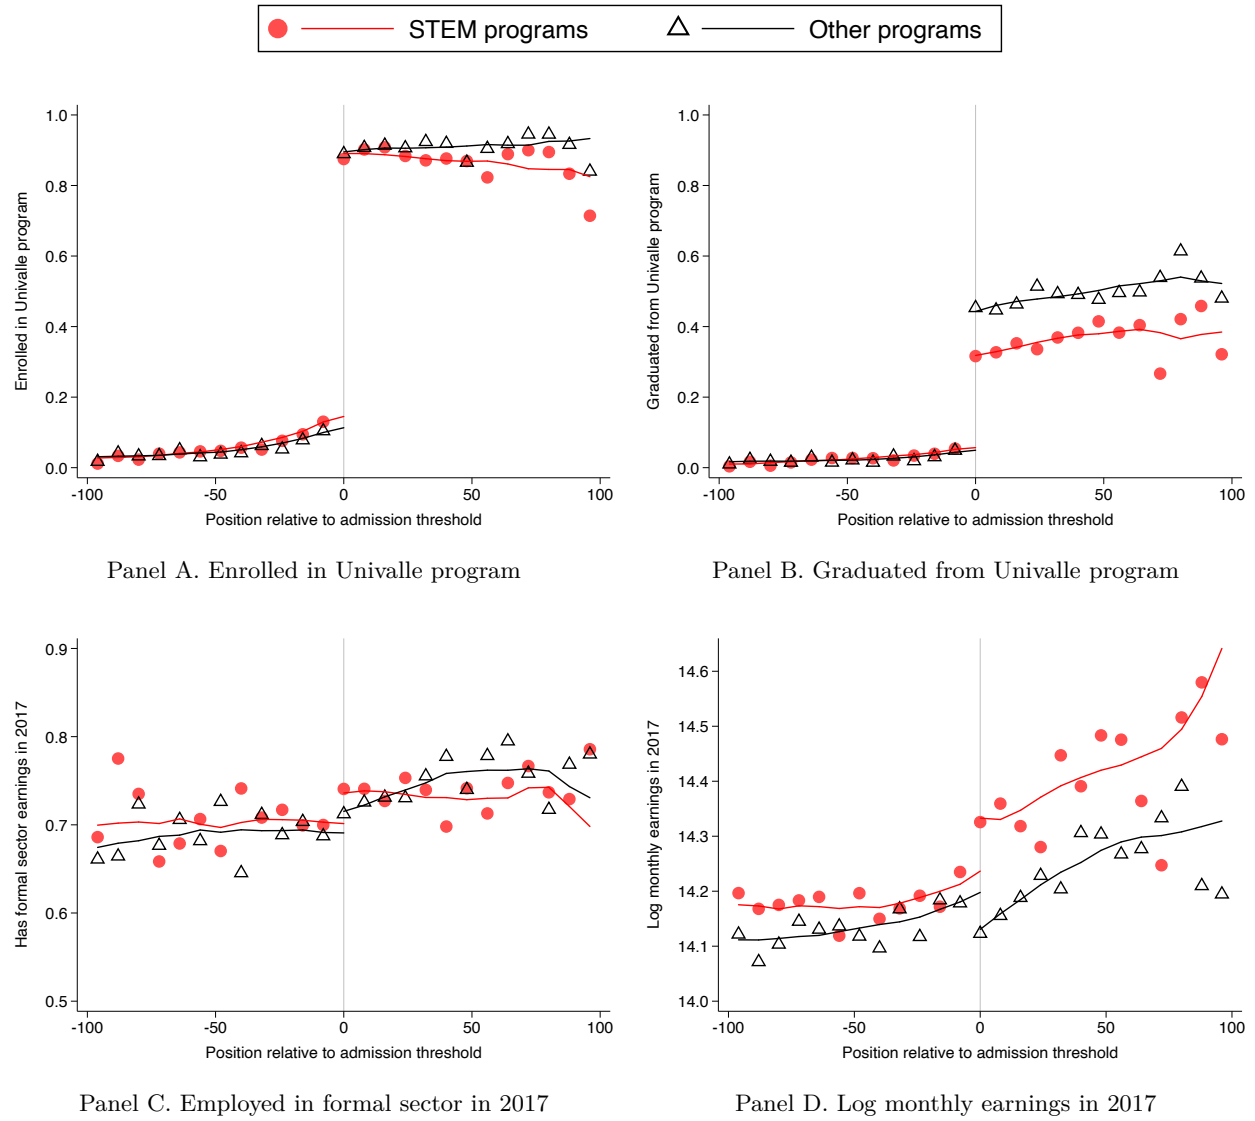 STEM programs Other programs
1.0
0.8
0.6
0.4
0.2
0.0
Enrolled in Univalle program
-100 -50 0 50 100
Position relative to admission threshold
Panel A. Enrolled in Univalle program
1.0
0.8
0.6
0.4
0.2
0.0
Graduated from Univalle program
-100 -50 0 50 100
Position relative to admission threshold
Panel B. Graduated from Univalle program
0.9
0.8
0.7
0.6
0.5
Has formal sector earnings in 2017
-100 -50 0 50 100
Position relative to admission threshold
Panel C. Employed in formal sector in 2017
14.6
14.5
14.4
14.3
14.2
14.1
14.0
Log monthly earnings in 2017
-100 -50 0 50 100
Position relative to admission threshold
Panel D. Log monthly earnings in 2017